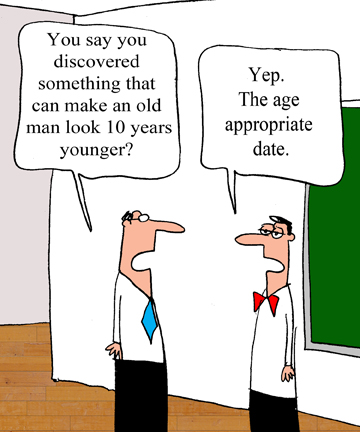 You say you
discovered
something that
can make an old
man look 10 years
younger?
Yep.
The age
appropriate
date.